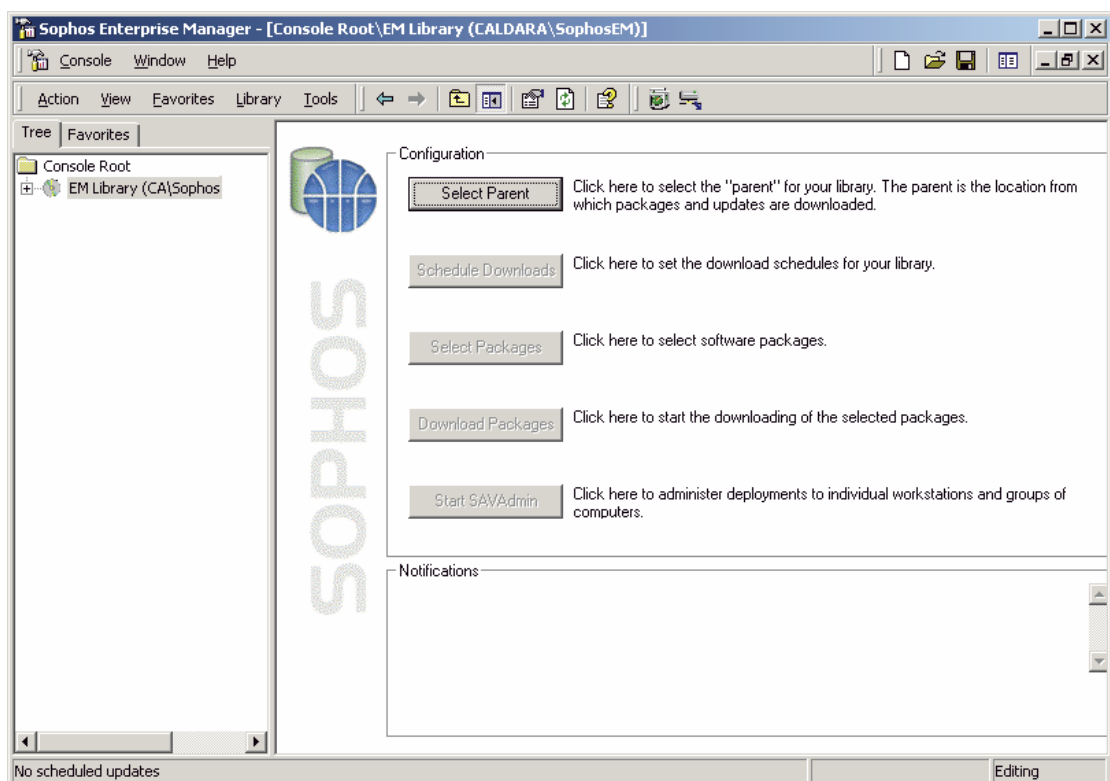 Sophos Enterprise Manager - [Console Root\EM Library (CALDARA\SophosEM)]
Console Window Help
Action View Favorites Library Tools
Tree Favorites
Console Root
EM Library (CA\Sophos
SOPHOS
Configuration
Select Parent
Click here to select the "parent" for your library. The parent is the location from
which packages and updates are downloaded.
Schedule Downloads
Click here to set the download schedules for your library.
Select Packages
Click here to select software packages.
Download Packages
Click here to start the downloading of the selected packages.
Start SAVAdmin
Click here to administer deployments to individual workstations and groups of
computers.
Notifications
No scheduled updates
Editing